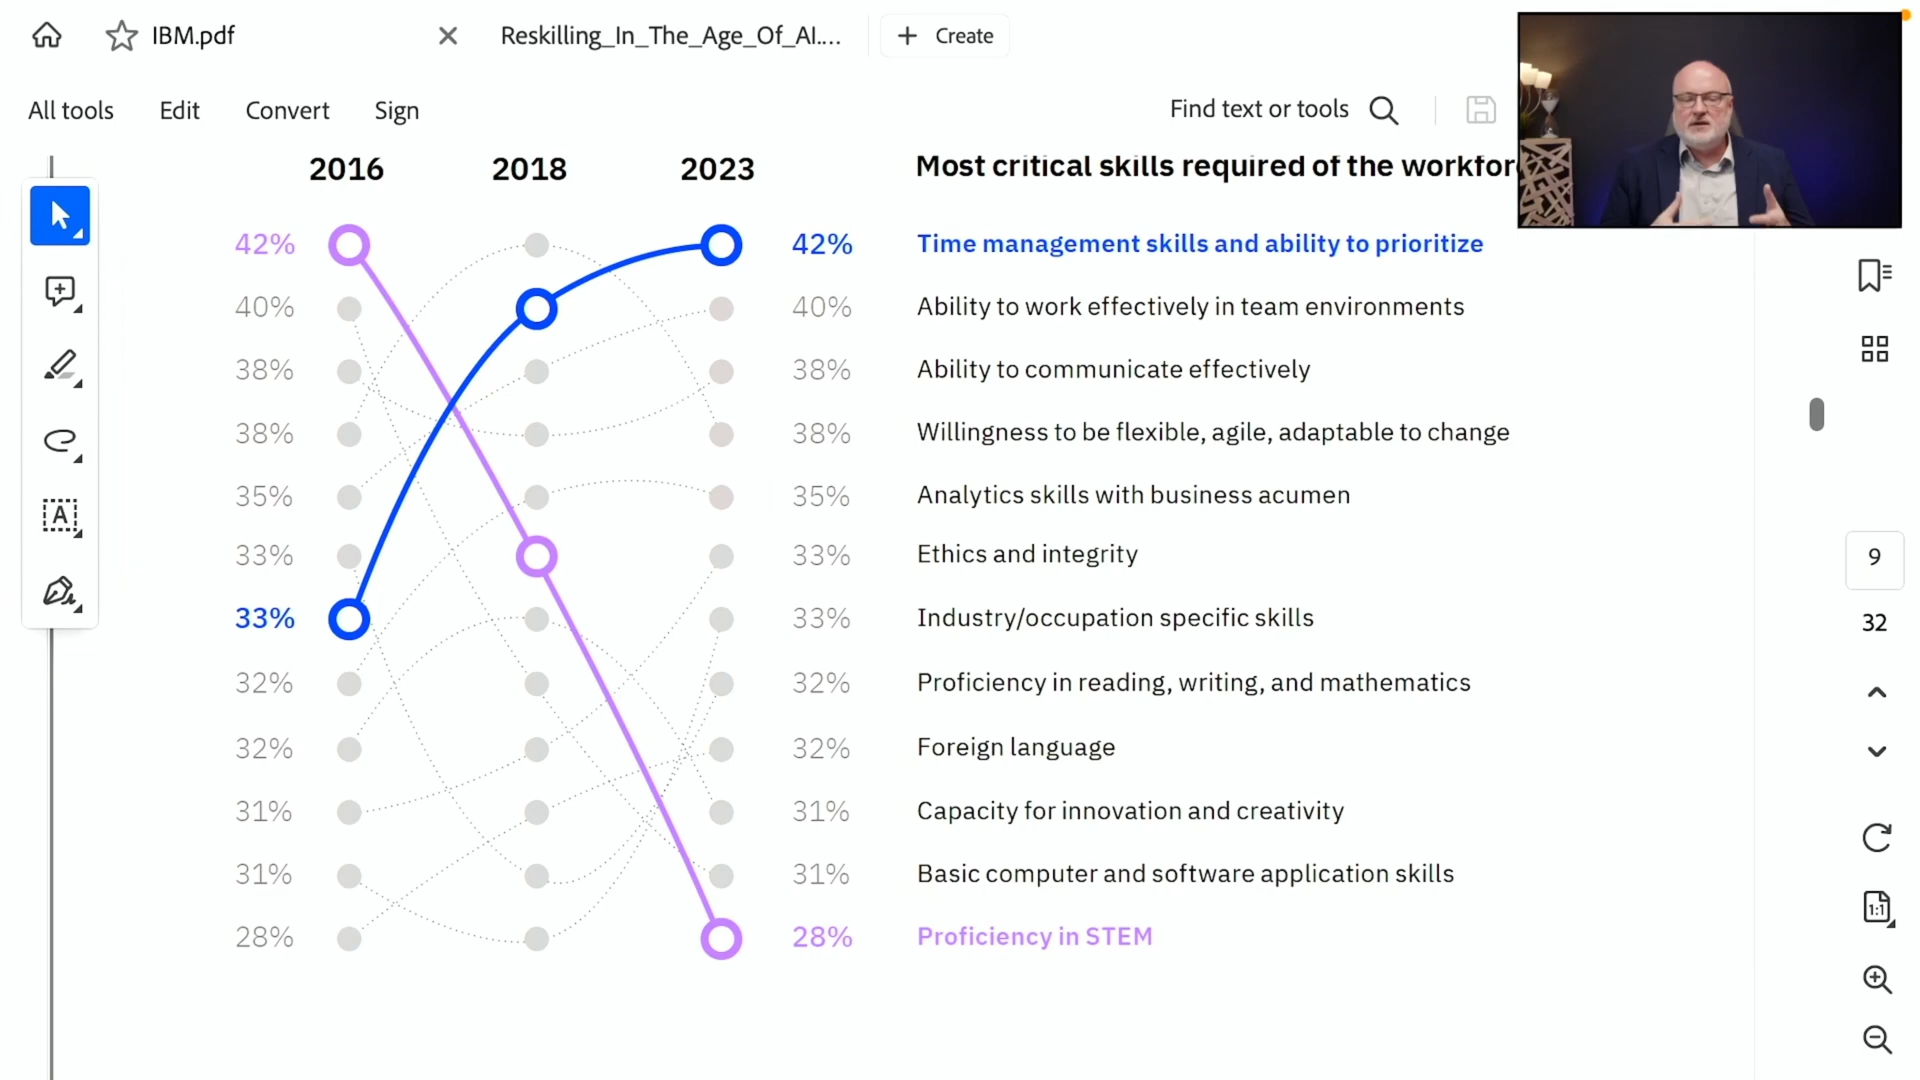 IBM.pdf
Reskilling_In_The_Age_Of_AI....
Create
All tools
Edit
Convert
Sign
Find text or tools
2016
2018
2023
Most critical skills required of the workfor
42%
42%
Time management skills and ability to prioritize
40%
40%
Ability to work effectively in team environments
38%
38%
Ability to communicate effectively
38%
38%
Willingness to be flexible, agile, adaptable to change
35%
35%
Analytics skills with business acumen
33%
33%
Ethics and integrity
33%
33%
Industry/occupation specific skills
32%
32%
Proficiency in reading, writing, and mathematics
32%
32%
Foreign language
31%
31%
Capacity for innovation and creativity
31%
31%
Basic computer and software application skills
28%
28%
Proficiency in STEM
A
9
32
1:1